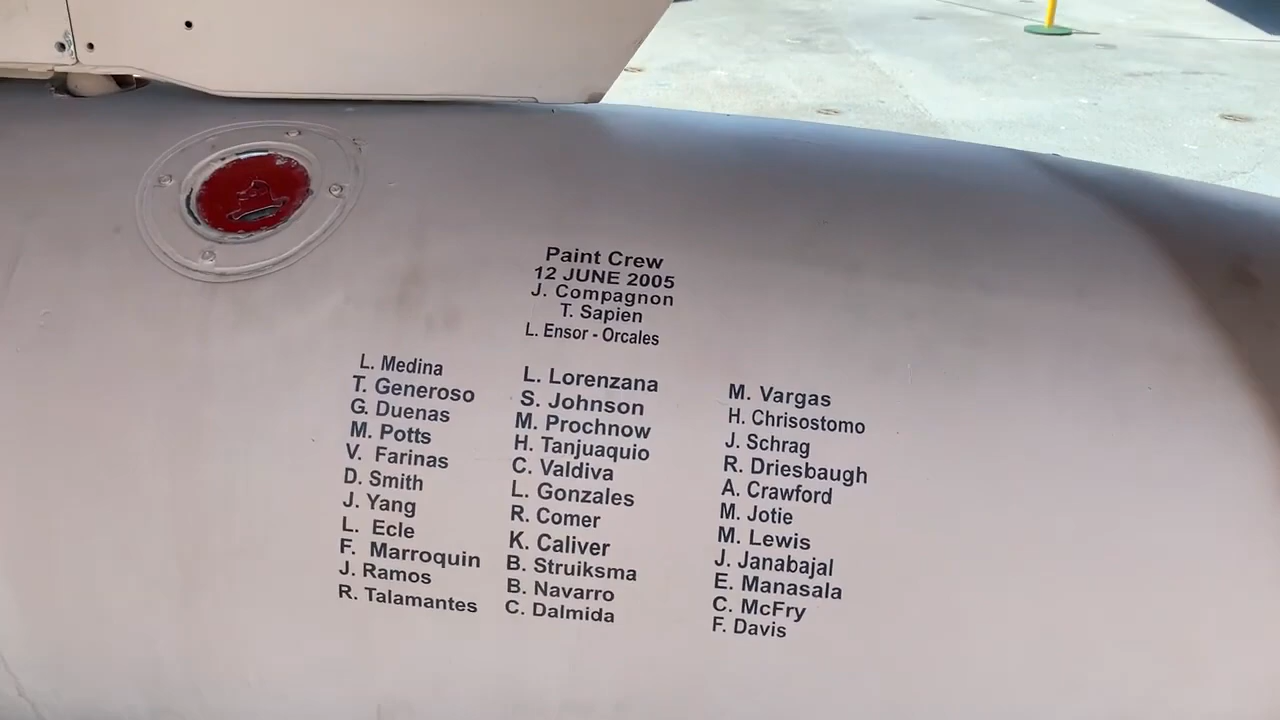 Paint Crew
12 JUNE 2005
J. Compagnon
T. Sapien
L. Ensor - Orcales
L. Medina
T. Generoso
G. Duenas
M. Potts
V. Farinas
D. Smith
J. Yang
L. Ecle
F. Marroquin
J. Ramos
R. Talamantes
L. Lorenzana
S. Johnson
M. Prochnow
H. Tanjuaquio
C. Valdiva
L. Gonzales
R. Comer
K. Caliver
B. Struiksma
B. Navarro
C. Dalmida
M. Vargas
H. Chrisostomo
J. Schrag
R. Driesbaugh
A. Crawford
M. Jotie
M. Lewis
J. Janabajal
E. Manasala
C. McFry
F. Davis